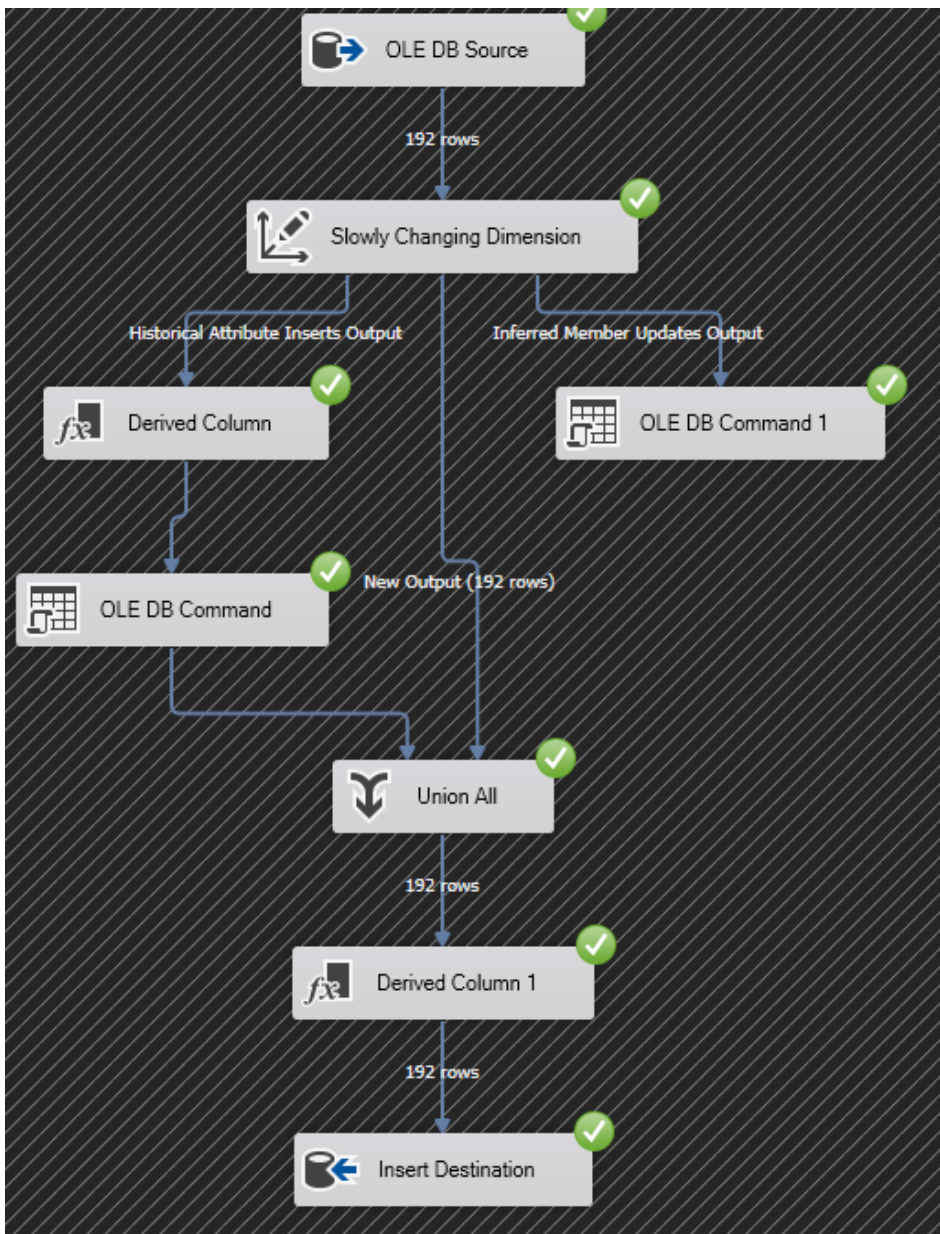 OLE DB Source
192 rows
Slowly Changing Dimension
Historical Attribute Inserts Output
Inferred Member Updates Output
Derived Column
OLE DB Command 1
OLE DB Command
New Output (192 rows)
Union All
192 rows
Derived Column 1
192 rows
Insert Destination